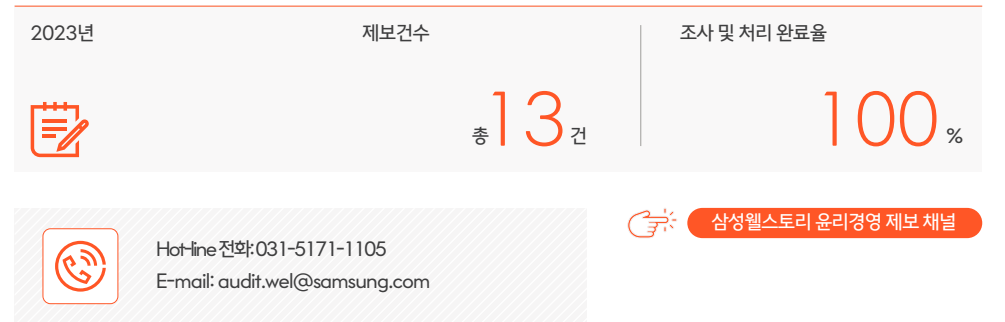 2023년
제보건수
총 13 건
조사 및 처리 완료율
100 %
Hot-line 전화: 031-5171-1105
E-mail: audit.wel@samsung.com
삼성웰스토리 윤리경영 제보 채널